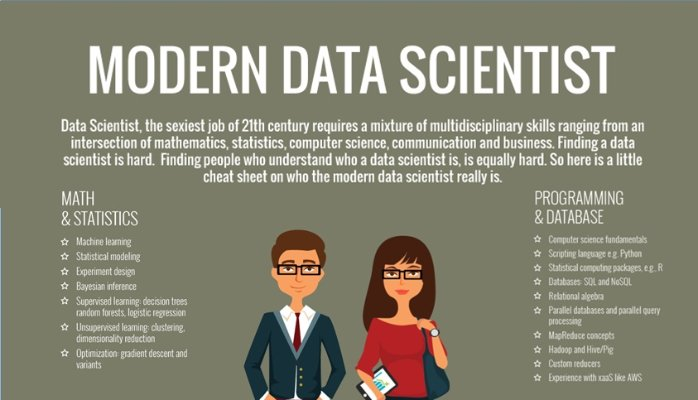 MODERN DATA SCIENTIST
Data Scientist, the sexiest job of 21th century requires a mixture of multidisciplinary skills ranging from an
intersection of mathematics, statistics, computer science, communication and business. Finding a data
scientist is hard. Finding people who understand who a data scientist is, is equally hard. So here is a little
cheat sheet on who the modern data scientist really is.
MATH
& STATISTICS
Machine learning
Statistical modeling
Experiment design
Bayesian inference
Supervised learning: decision trees
random forests, logistic regression
Unsupervised learning: clustering,
dimensionality reduction
Optimization: gradient descent and
variants
PROGRAMMING
& DATABASE
Computer science fundamentals
Scripting language e.g. Python
Statistical computing packages, e.g., R
Databases: SQL and NoSQL
Relational algebra
Parallel databases and parallel query
processing
MapReduce concepts
Hadoop and Hive/Pig
Custom reducers
Experience with xaaS like AWS